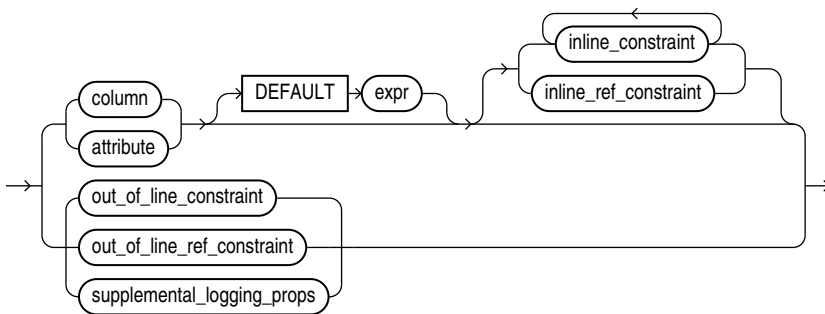 inline_constraint
column
DEFAULT expr
inline_ref_constraint
attribute
out_of_line_constraint
out_of_line_ref_constraint
supplemental_logging_props